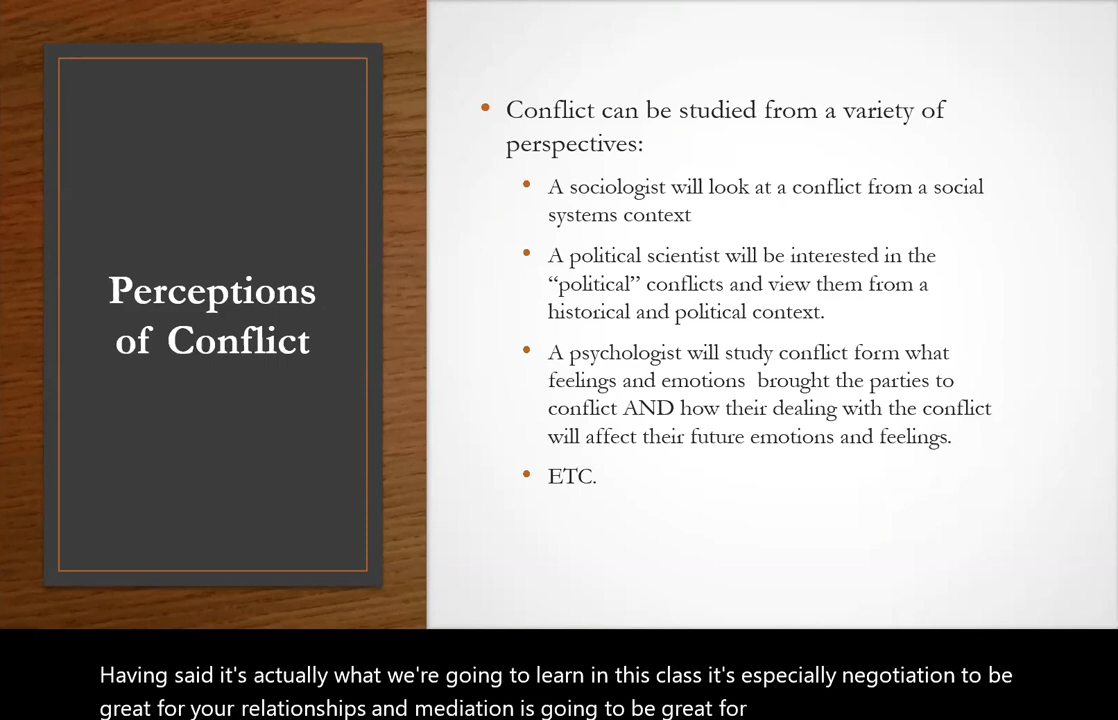 Perceptions
of Conflict
• Conflict can be studied from a variety of
perspectives:
• A sociologist will look at a conflict from a social
systems context
• A political scientist will be interested in the
“political” conflicts and view them from a
historical and political context.
• A psychologist will study conflict form what
feelings and emotions  brought the parties to
conflict AND how their dealing with the conflict
will affect their future emotions and feelings.
• ETC.
Having said it's actually what we're going to learn in this class it's especially negotiation to be
great for your relationships and mediation is going to be great for